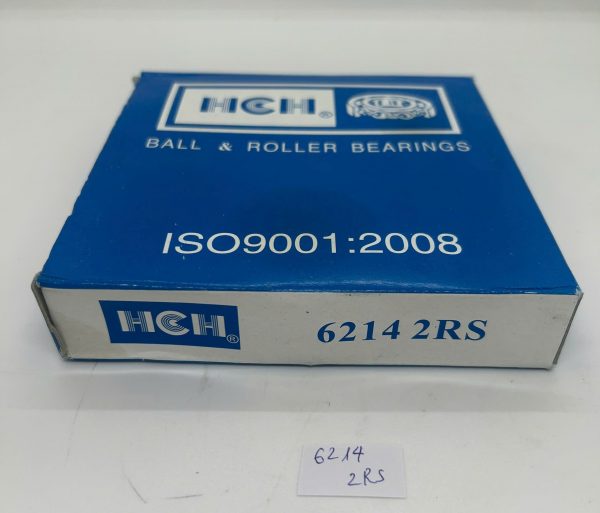 HCH®
BALL & ROLLER BEARINGS
ISO9001:2008
HCH®
6214 2RS
6214
2RS